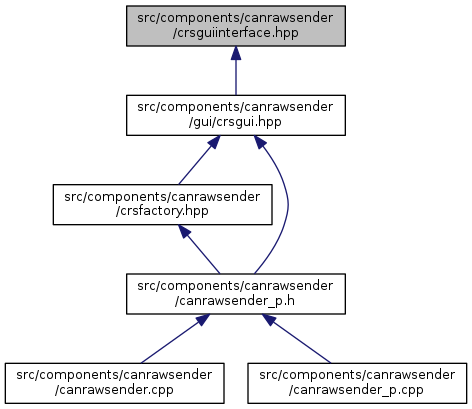 src/components/canrawsender
/crsguiinterface.hpp
src/components/canrawsender
/gui/crsgui.hpp
src/components/canrawsender
/crsfactory.hpp
src/components/canrawsender
/canrawsender_p.h
src/components/canrawsender
/canrawsender.cpp
src/components/canrawsender
/canrawsender_p.cpp